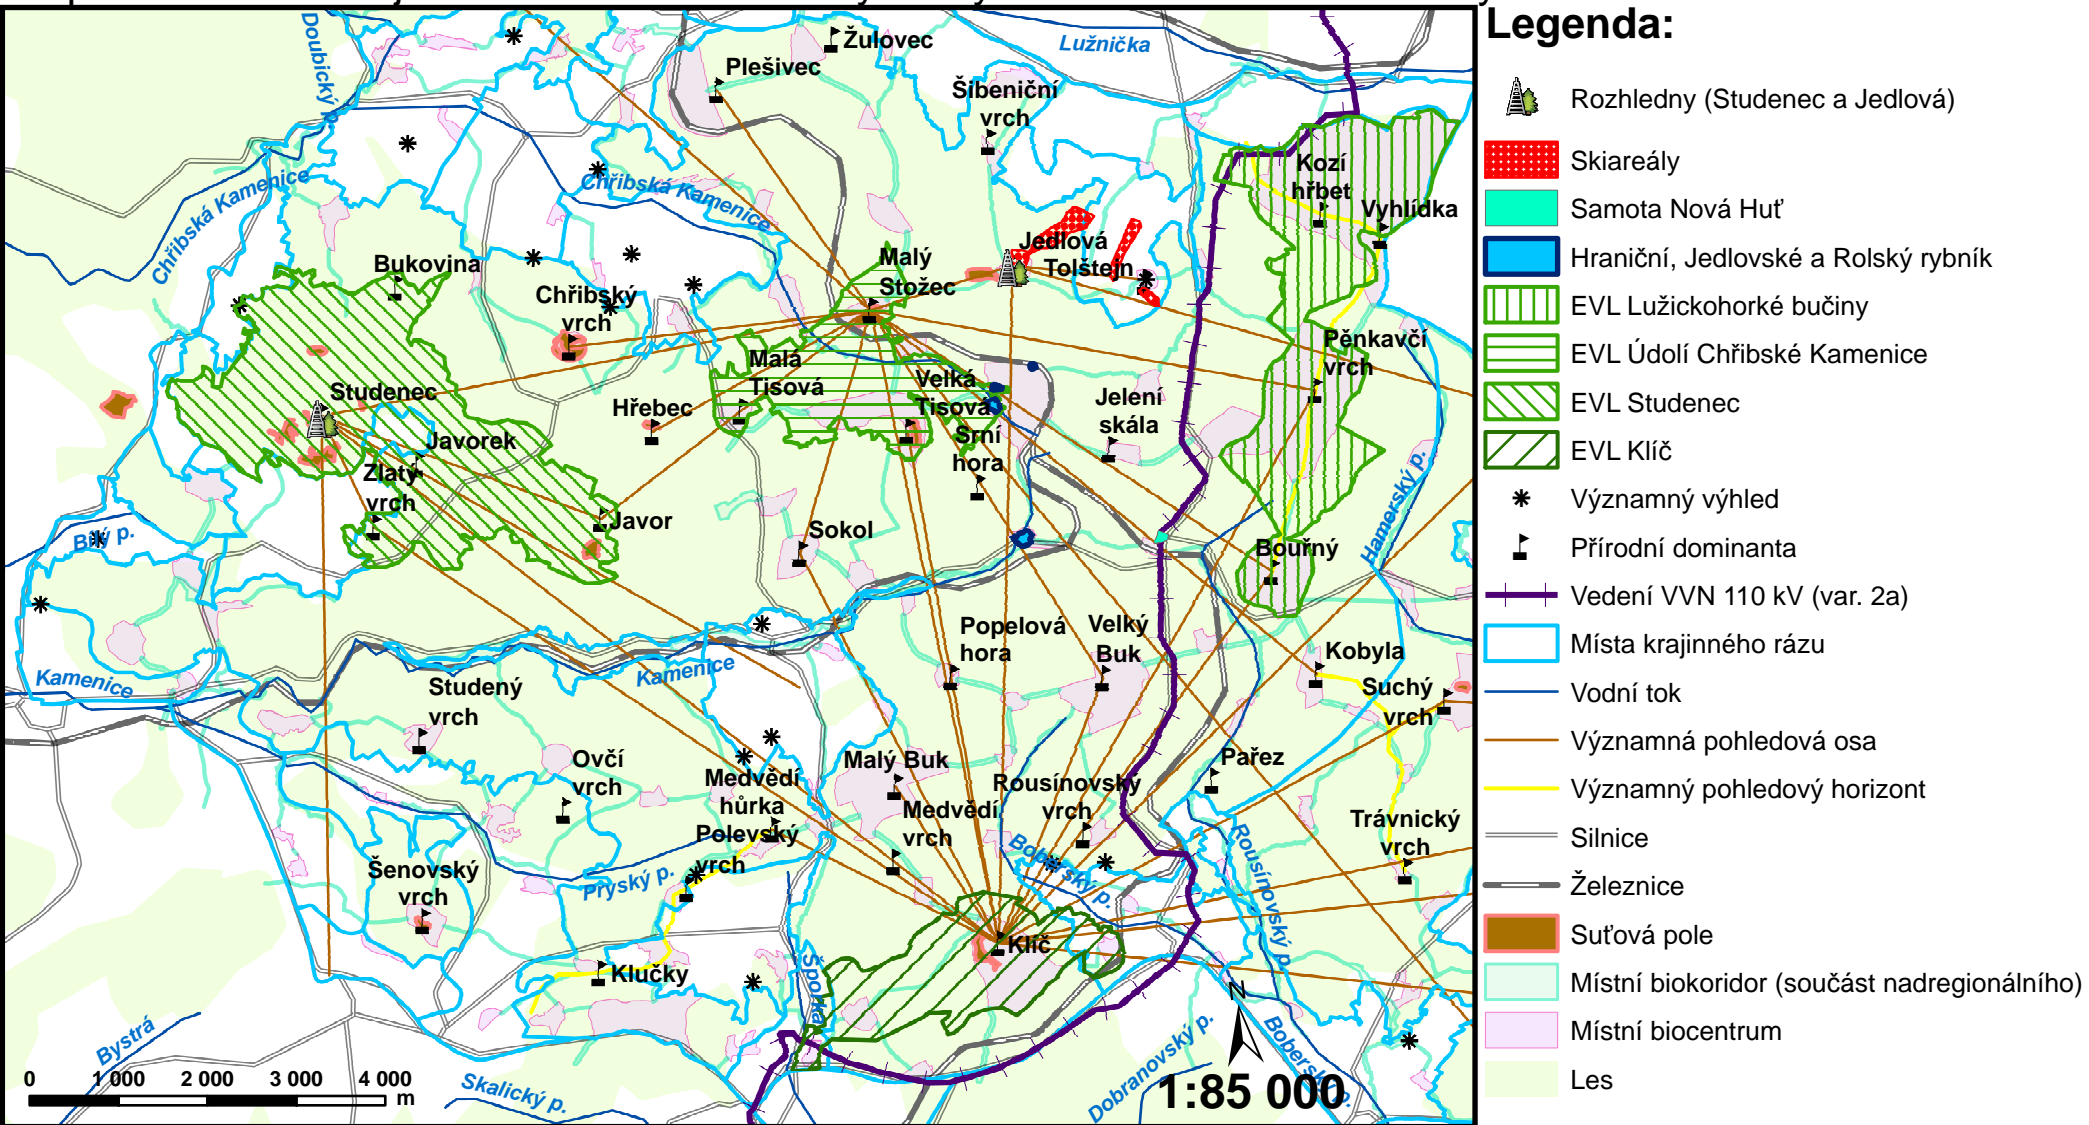 Doubický p.
Žulovec
Plešivec
Lužnička
Šibeniční
vrch
Chřibská Kamenice
Chřibská Kamenice
Kozí
hřbet
Vyhlídka
Bukovina
Malý
Stožec
Jedlová
Tolštejn
Chřibský
vrch
Pěnkavčí
vrch
Malá
Tisová
Velká
Tisová
Studenec
Hřebec
Jelení
skála
Srní
hora
Javorek
Zlatý
vrch
Javor
Sokol
Hamerský p.
Bílý p.
Bouřný
Popelová
hora
Velký
Buk
Kobyla
Kamenice
Kamenice
Suchý
vrch
Studený
vrch
Ovčí
vrch
Malý Buk
Pařez
Medvědí
hůrka
Rousínovský
vrch
Medvědí
vrch
Trávnický
vrch
Polevský
vrch
Boberský p.
Rousínovský p.
Šenovský
vrch
Pryský p.
Klíč
Klučky
Šporka
N
Bystrá
Skalický p.
Dobranovský p.
Boberský p.
0 1 000 2 000 3 000 4 000
m
1:85 000
Legenda:
Rozhledny (Studenec a Jedlová)
Skiareály
Samota Nová Huť
Hraniční, Jedlovské a Rolský rybník
EVL Lužickohorké bučiny
EVL Údolí Chřibské Kamenice
EVL Studenec
EVL Klíč
Významný výhled
Přírodní dominanta
Vedení VVN 110 kV (var. 2a)
Místa krajinného rázu
Vodní tok
Významná pohledová osa
Významný pohledový horizont
Silnice
Železnice
Suťová pole
Místní biokoridor (součást nadregionálního)
Místní biocentrum
Les